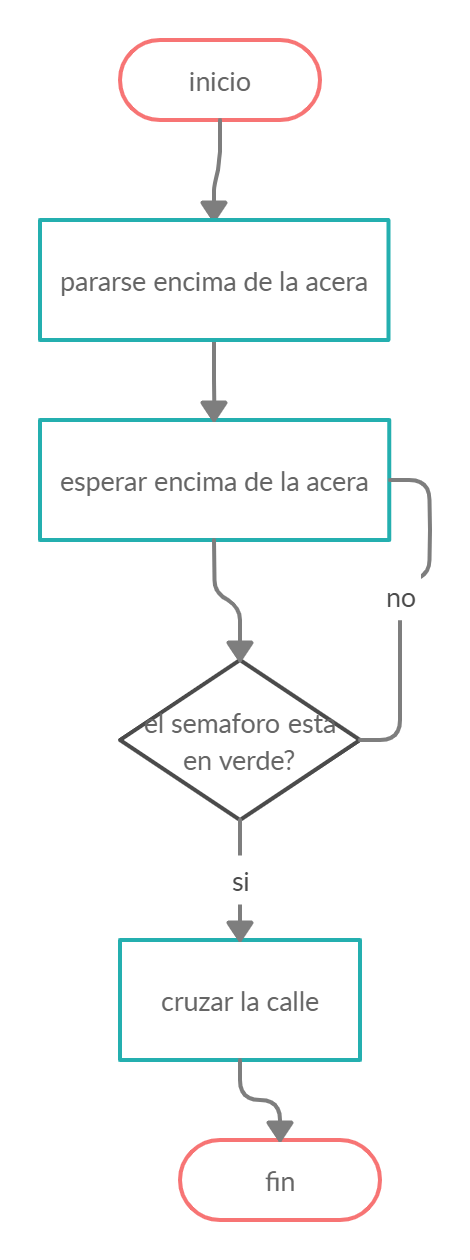 inicio
pararse encima de la acera
esperar encima de la acera
no
el semaforo está
en verde?
si
cruzar la calle
fin